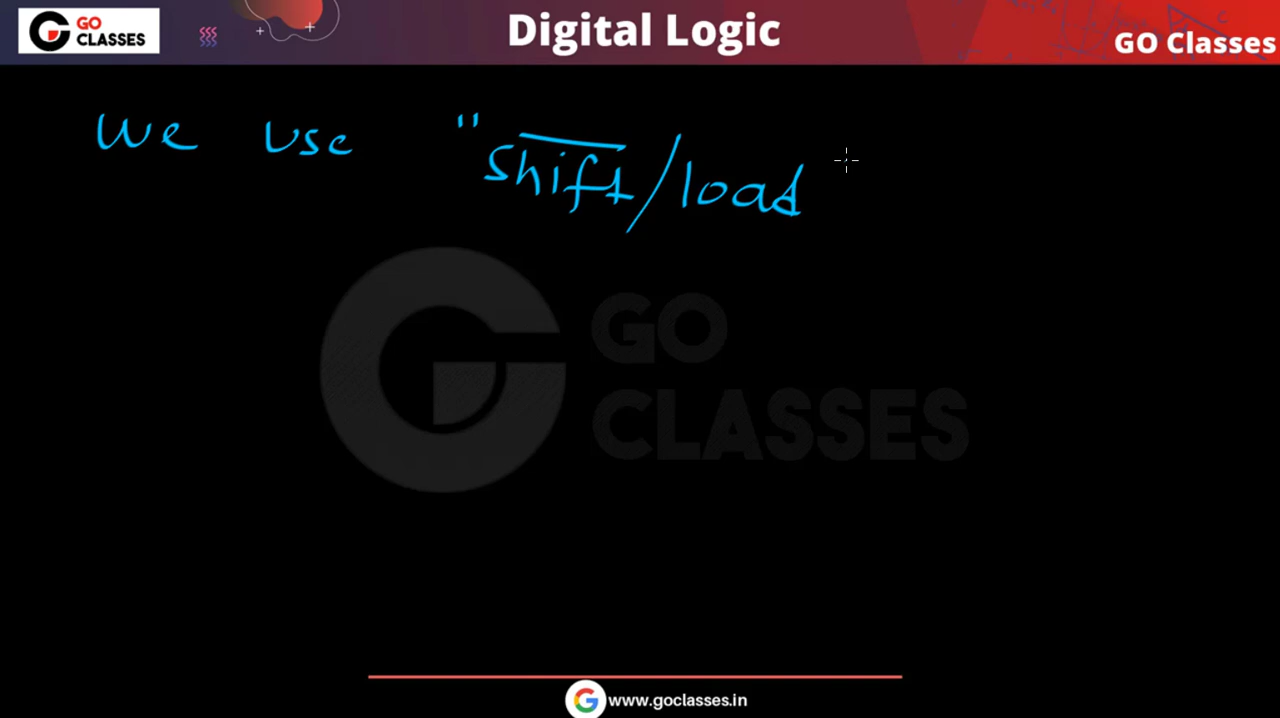 GO CLASSES
Digital Logic
GO Classes
We use "shift/load
GO
CLASSES
www.goclasses.in